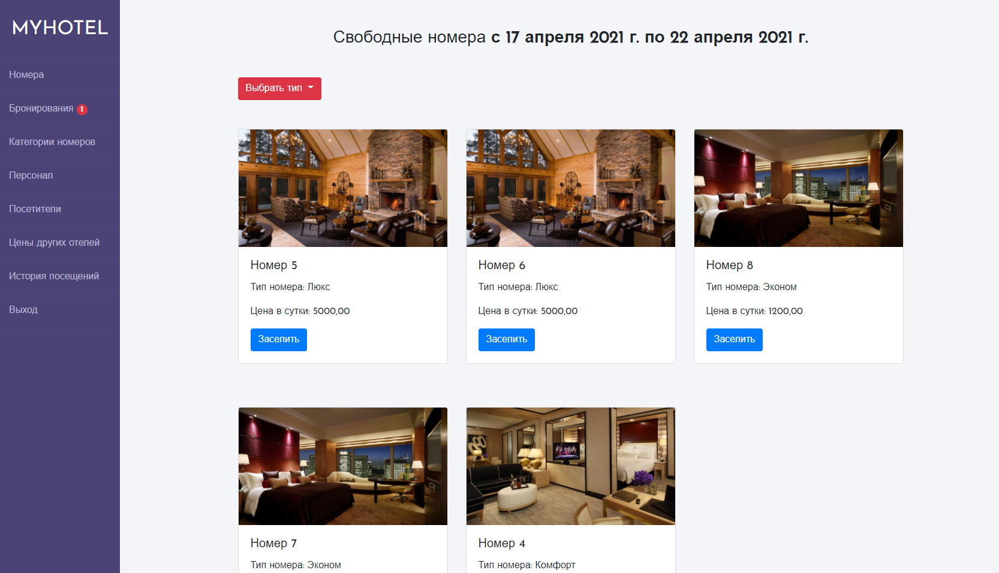 MYHOTEL
Номера
Бронирования 1
Категории номеров
Персонал
Посетители
Цены других отелей
История посещений
Выход
Свободные номера с 17 апреля 2021 г. по 22 апреля 2021 г.
Выбрать тип
Номер 5
Тип номера: Люкс
Цена в сутки: 5000,00
Заселить
Номер 6
Тип номера: Люкс
Цена в сутки: 5000,00
Заселить
Номер 8
Тип номера: Эконом
Цена в сутки: 1200,00
Заселить
Номер 7
Тип номера: Эконом
Номер 4
Тип номера: Комфорт